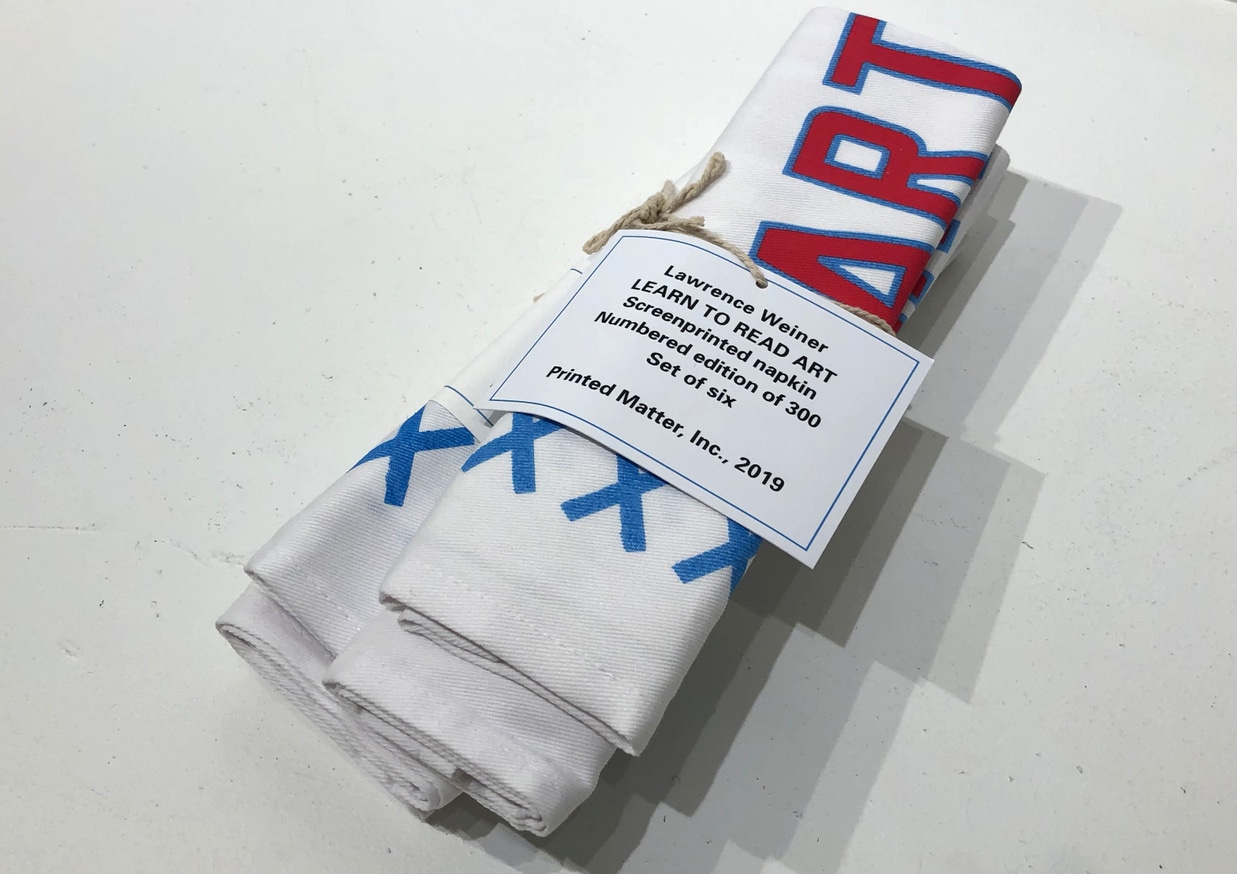 ART
Lawrence Weiner
LEARN TO READ ART
Screenprinted napkin
Numbered edition of 300
Set of six
Printed Matter, Inc., 2019
X X X X